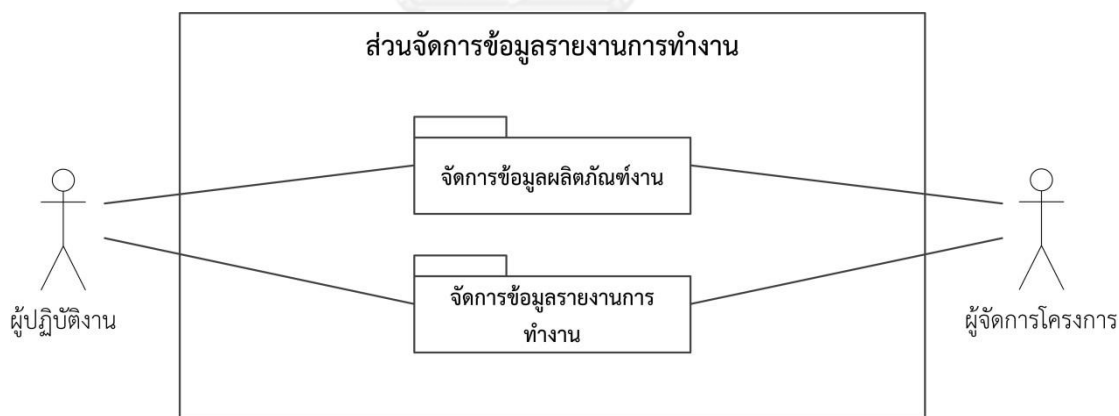 ส่วนจัดการข้อมูลรายงานการทำงาน
จัดการข้อมูลผลิตภัณฑ์งาน
จัดการข้อมูลรายงานการ
ทำงาน
ผู้ปฏิบัติงาน
ผู้จัดการโครงการ